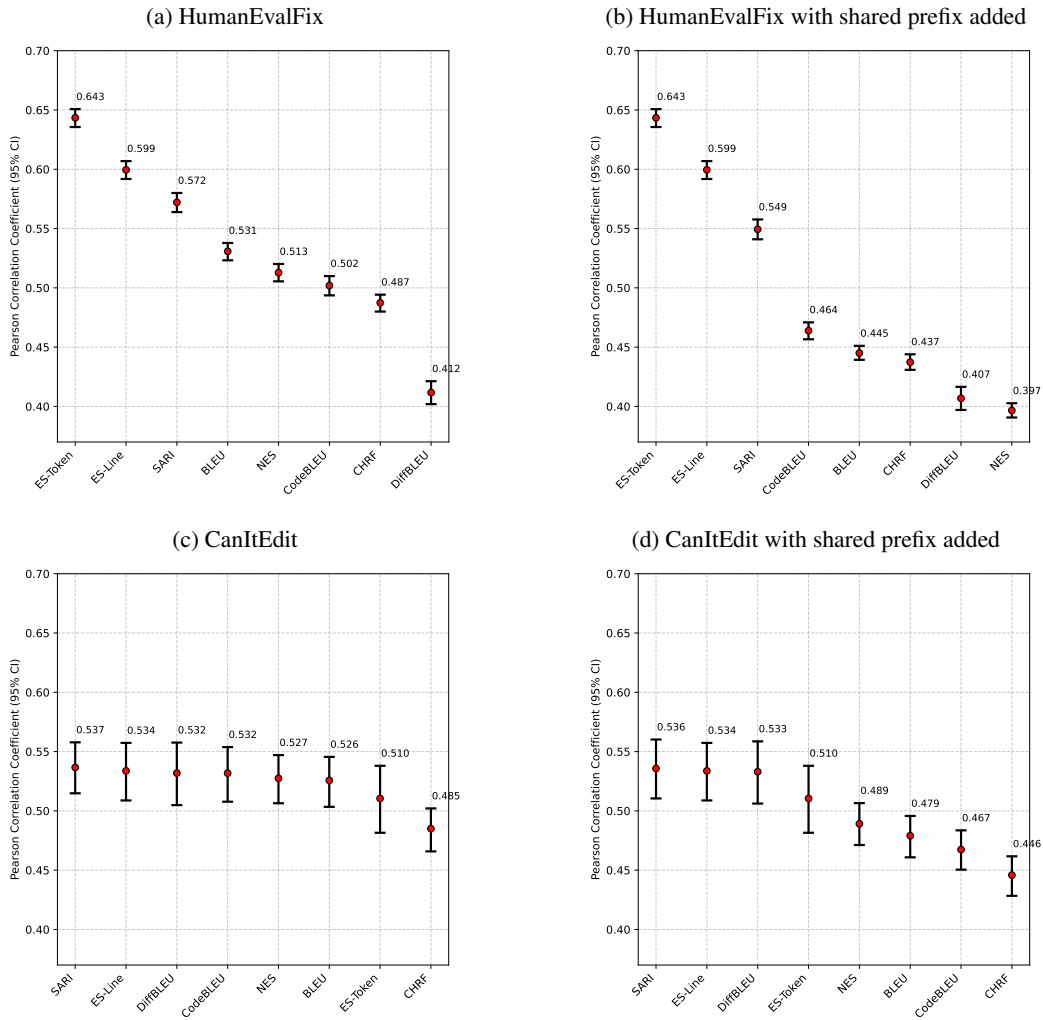 (a) HumanEvalFix
0.70
0.65
0.60
0.55
0.50
0.45
0.40
Pearson Correlation Coefficient (95% CI)
0.643
0.599
0.572
0.531
0.513
0.502
0.487
0.412
ES-Token
ES-Line
SARI
BLEU
NES
CodeBLEU
CHRF
DiffBLEU
(b) HumanEvalFix with shared prefix added
0.70
0.65
0.60
0.55
0.50
0.45
0.40
Pearson Correlation Coefficient (95% CI)
0.643
0.599
0.549
0.464
0.445
0.437
0.407
0.397
ES-Token
ES-Line
SARI
CodeBLEU
BLEU
CHRF
DiffBLEU
NES
(c) CanItEdit
0.70
0.65
0.60
0.55
0.50
0.45
0.40
Pearson Correlation Coefficient (95% CI)
0.537
0.534
0.532
0.532
0.527
0.526
0.510
0.485
SARI
ES-Line
DiffBLEU
CodeBLEU
NES
BLEU
ES-Token
CHRF
(d) CanItEdit with shared prefix added
0.70
0.65
0.60
0.55
0.50
0.45
0.40
Pearson Correlation Coefficient (95% CI)
0.536
0.534
0.533
0.510
0.489
0.479
0.467
0.446
SARI
ES-Line
DiffBLEU
ES-Token
NES
BLEU
CodeBLEU
CHRF